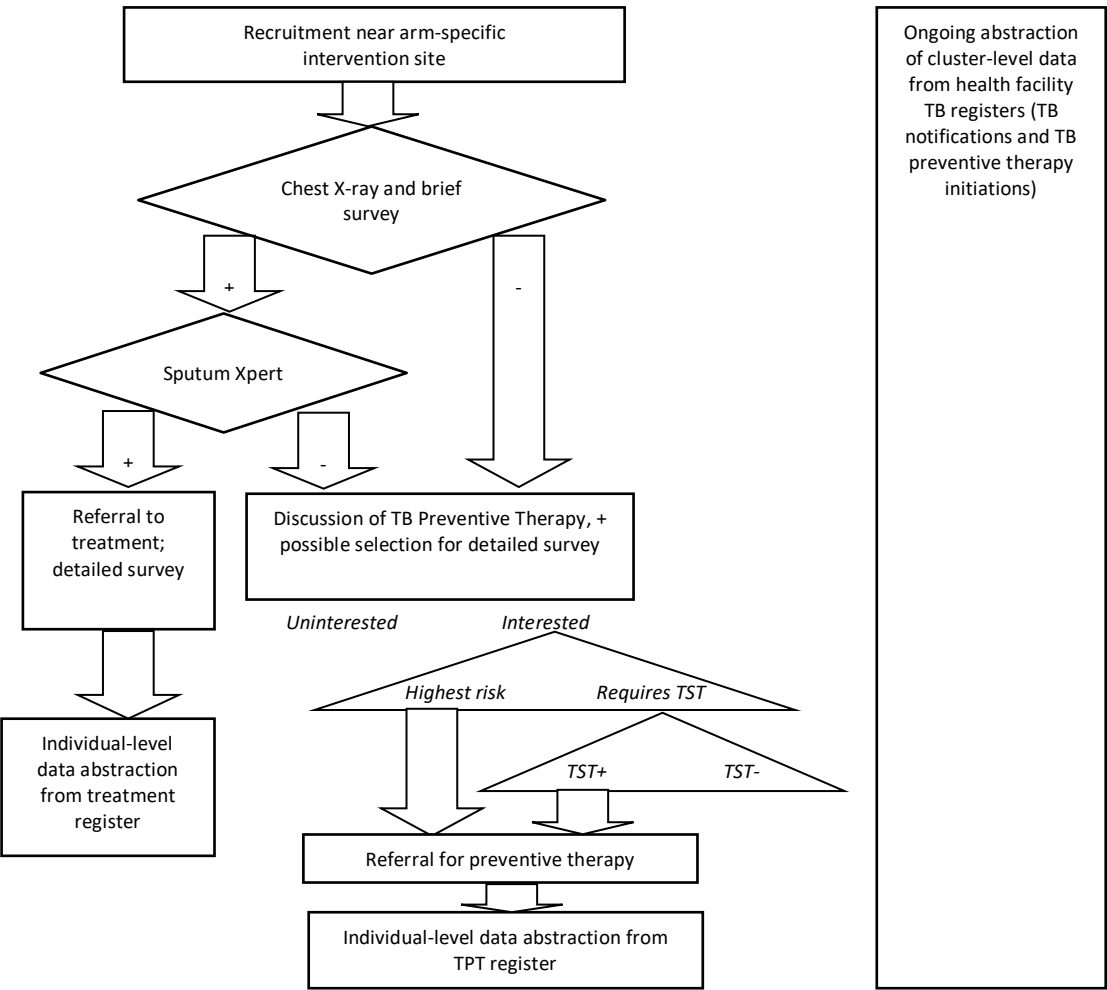 Recruitment near arm-specific
intervention site
Chest X-ray and brief
survey
+
-
Sputum Xpert
+
-
Referral to
treatment;
detailed survey
Discussion of TB Preventive Therapy, +
possible selection for detailed survey
Uninterested
Interested
Highest risk
Requires TST
TST+
TST-
Individual-level
data abstraction
from treatment
register
Referral for preventive therapy
Individual-level data abstraction from
TPT register
Ongoing abstraction
of cluster-level data
from health facility
TB registers (TB
notifications and TB
preventive therapy
initiations)